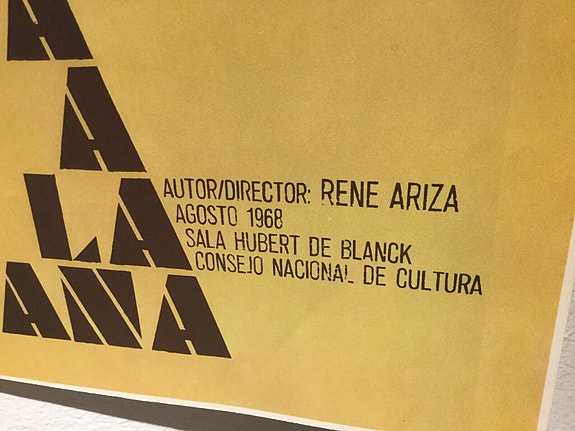 A
A
LA
ANA
AUTOR/DIRECTOR: RENE ARIZA
AGOSTO 1968
SALA HUBERT DE BLANCK
CONSEJO NACIONAL DE CULTURA